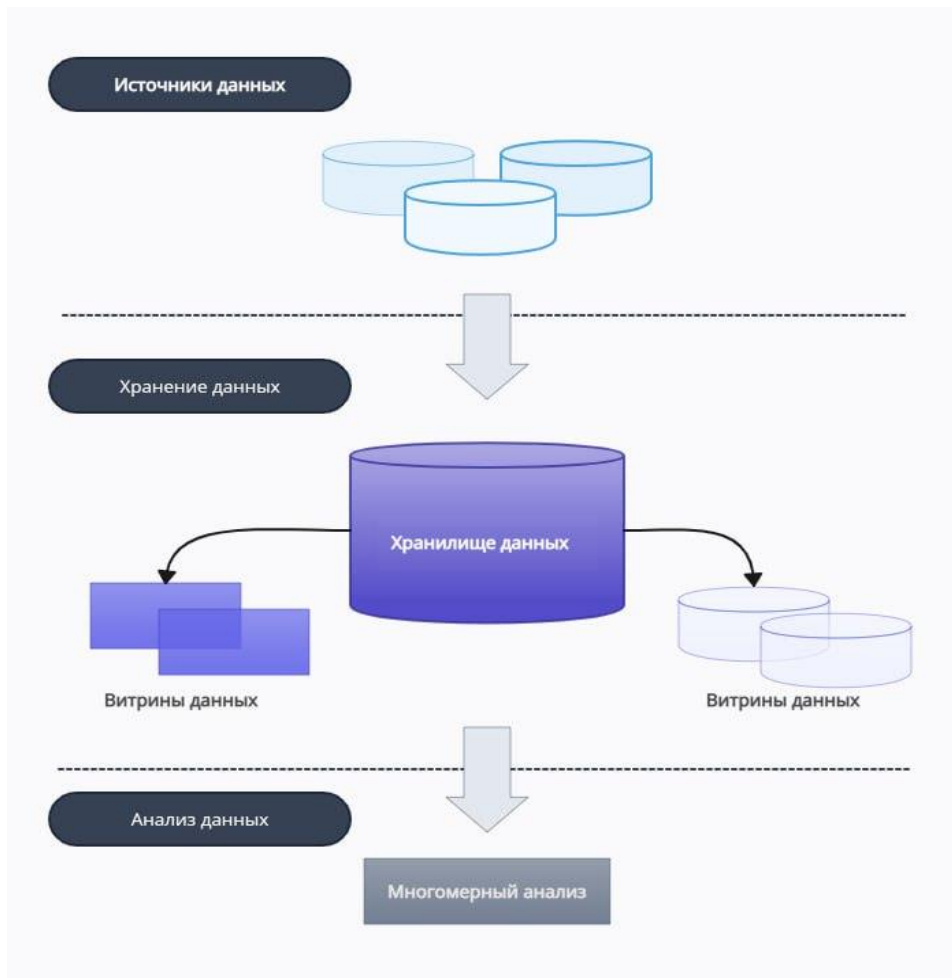 Источники данных
Хранение данных
Хранилище данных
Витрины данных
Витрины данных
Анализ данных
Многомерный анализ